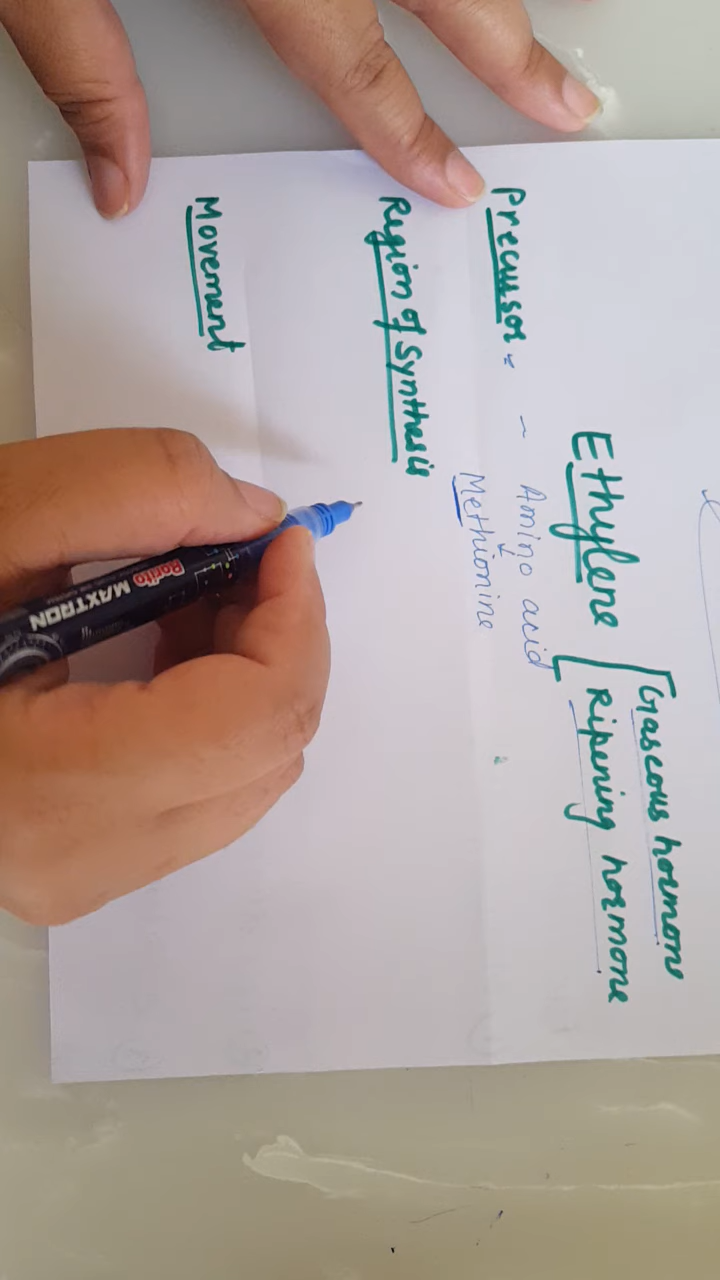 Gaseous hormone
Ethylene [ Ripening hormone
Precursor - ~ Amino acid
Methionine
Region of Synthesis
Movement
Rorito MAXTRON